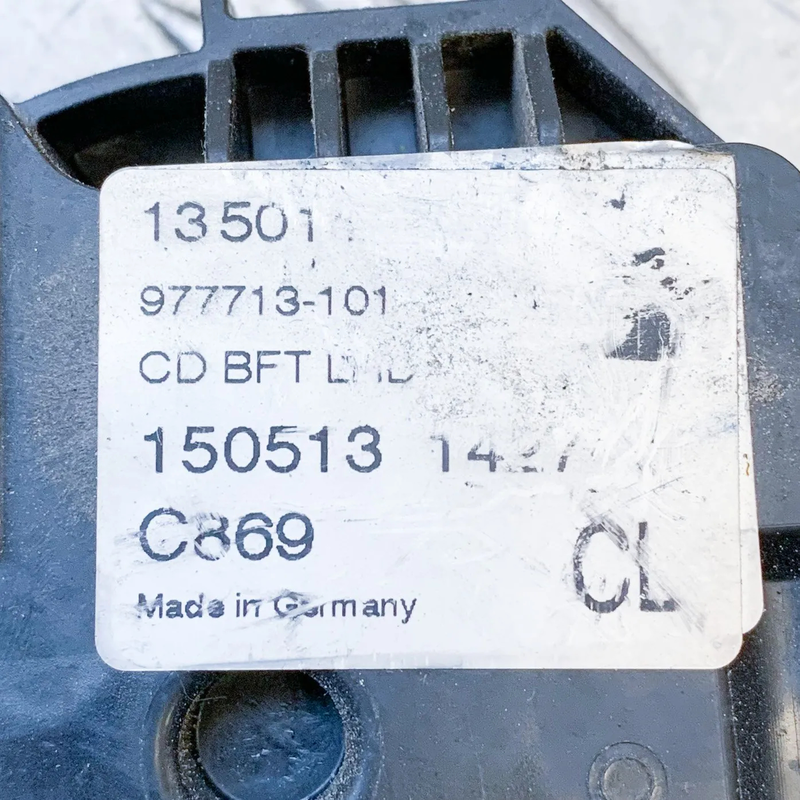 13501
977713-101
CD BFT
150513
C869
CL
Made in Germany